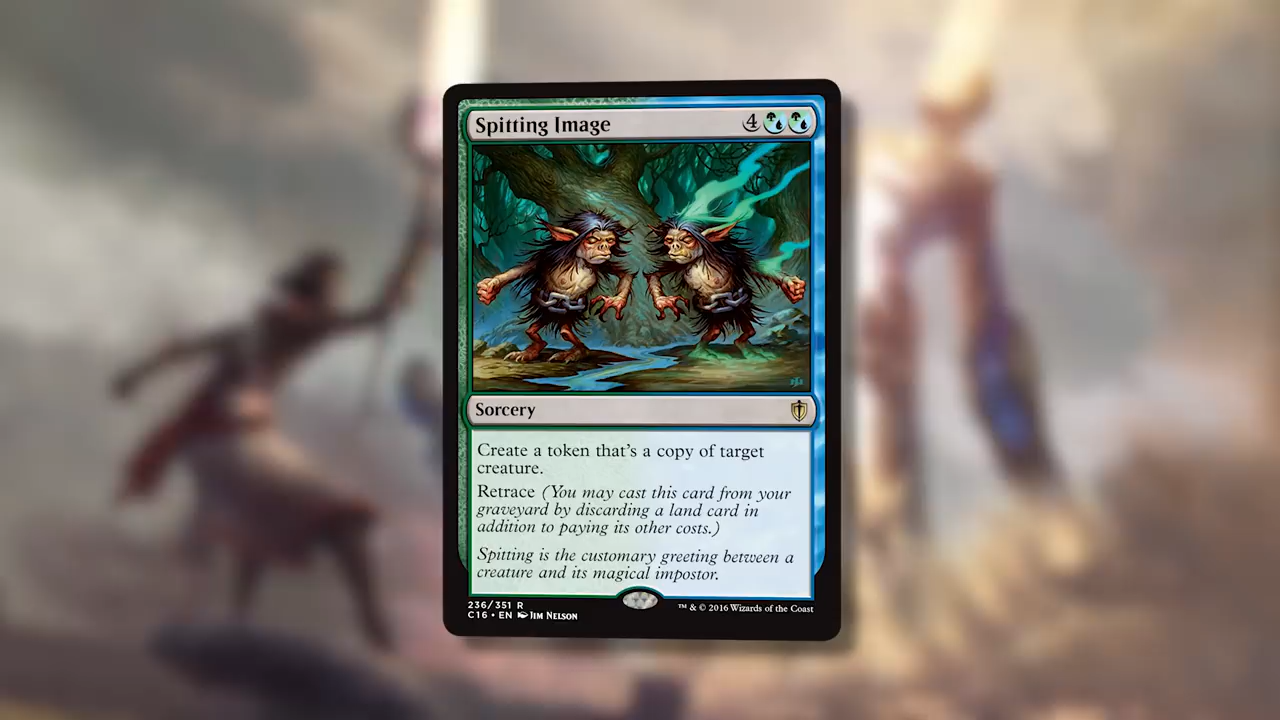 Spitting Image 4
Sorcery
Create a token that's a copy of target
creature.
Retrace (You may cast this card from your
graveyard by discarding a land card in
addition to paying its other costs.)
Spitting is the customary greeting between a
creature and its magical impostor.
236/351 R
C16 • EN Jim Nelson
™ & © 2016 Wizards of the Coast